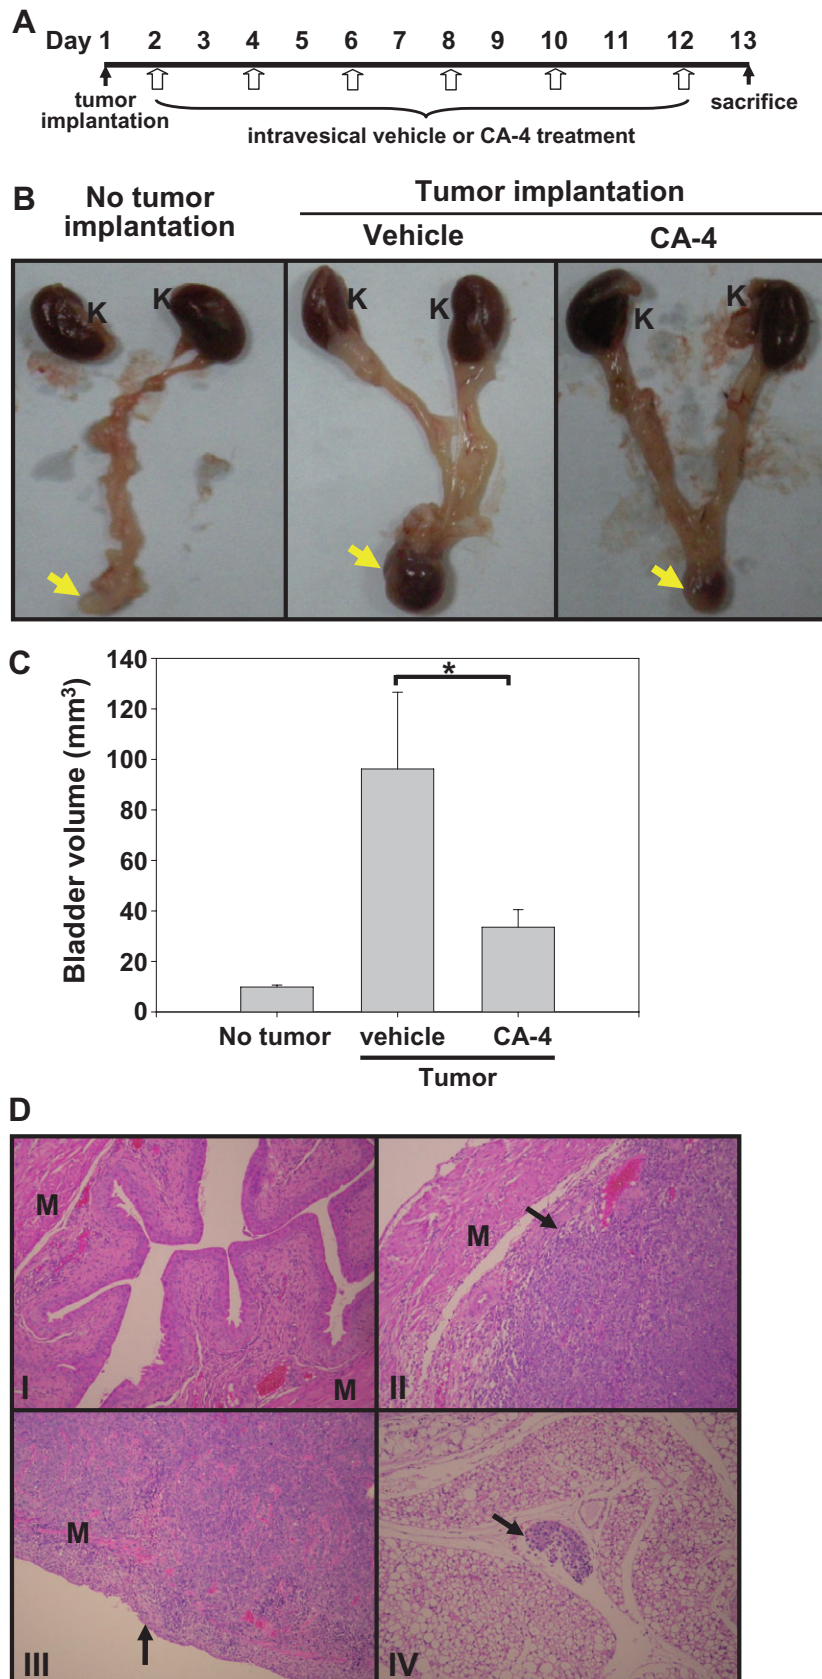 A
Day 1 2 3 4 5 6 7 8 9 10 11 12 13
tumor
implantation
sacrifice
intravesical vehicle or CA-4 treatment
B
No tumor
implantation
Tumor implantation
Vehicle
CA-4
K K K K K K
C
140
120
100
80
60
40
20
0
Bladder volume (mm³)
*
No tumor vehicle CA-4
Tumor
D
M
M
I
M
II
M
III
IV